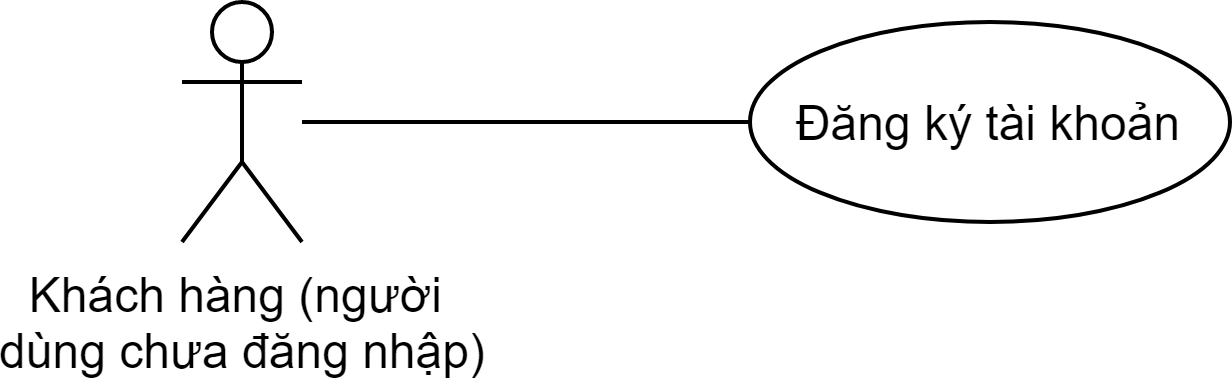 Đăng ký tài khoản
Khách hàng (người
dùng chưa đăng nhập)